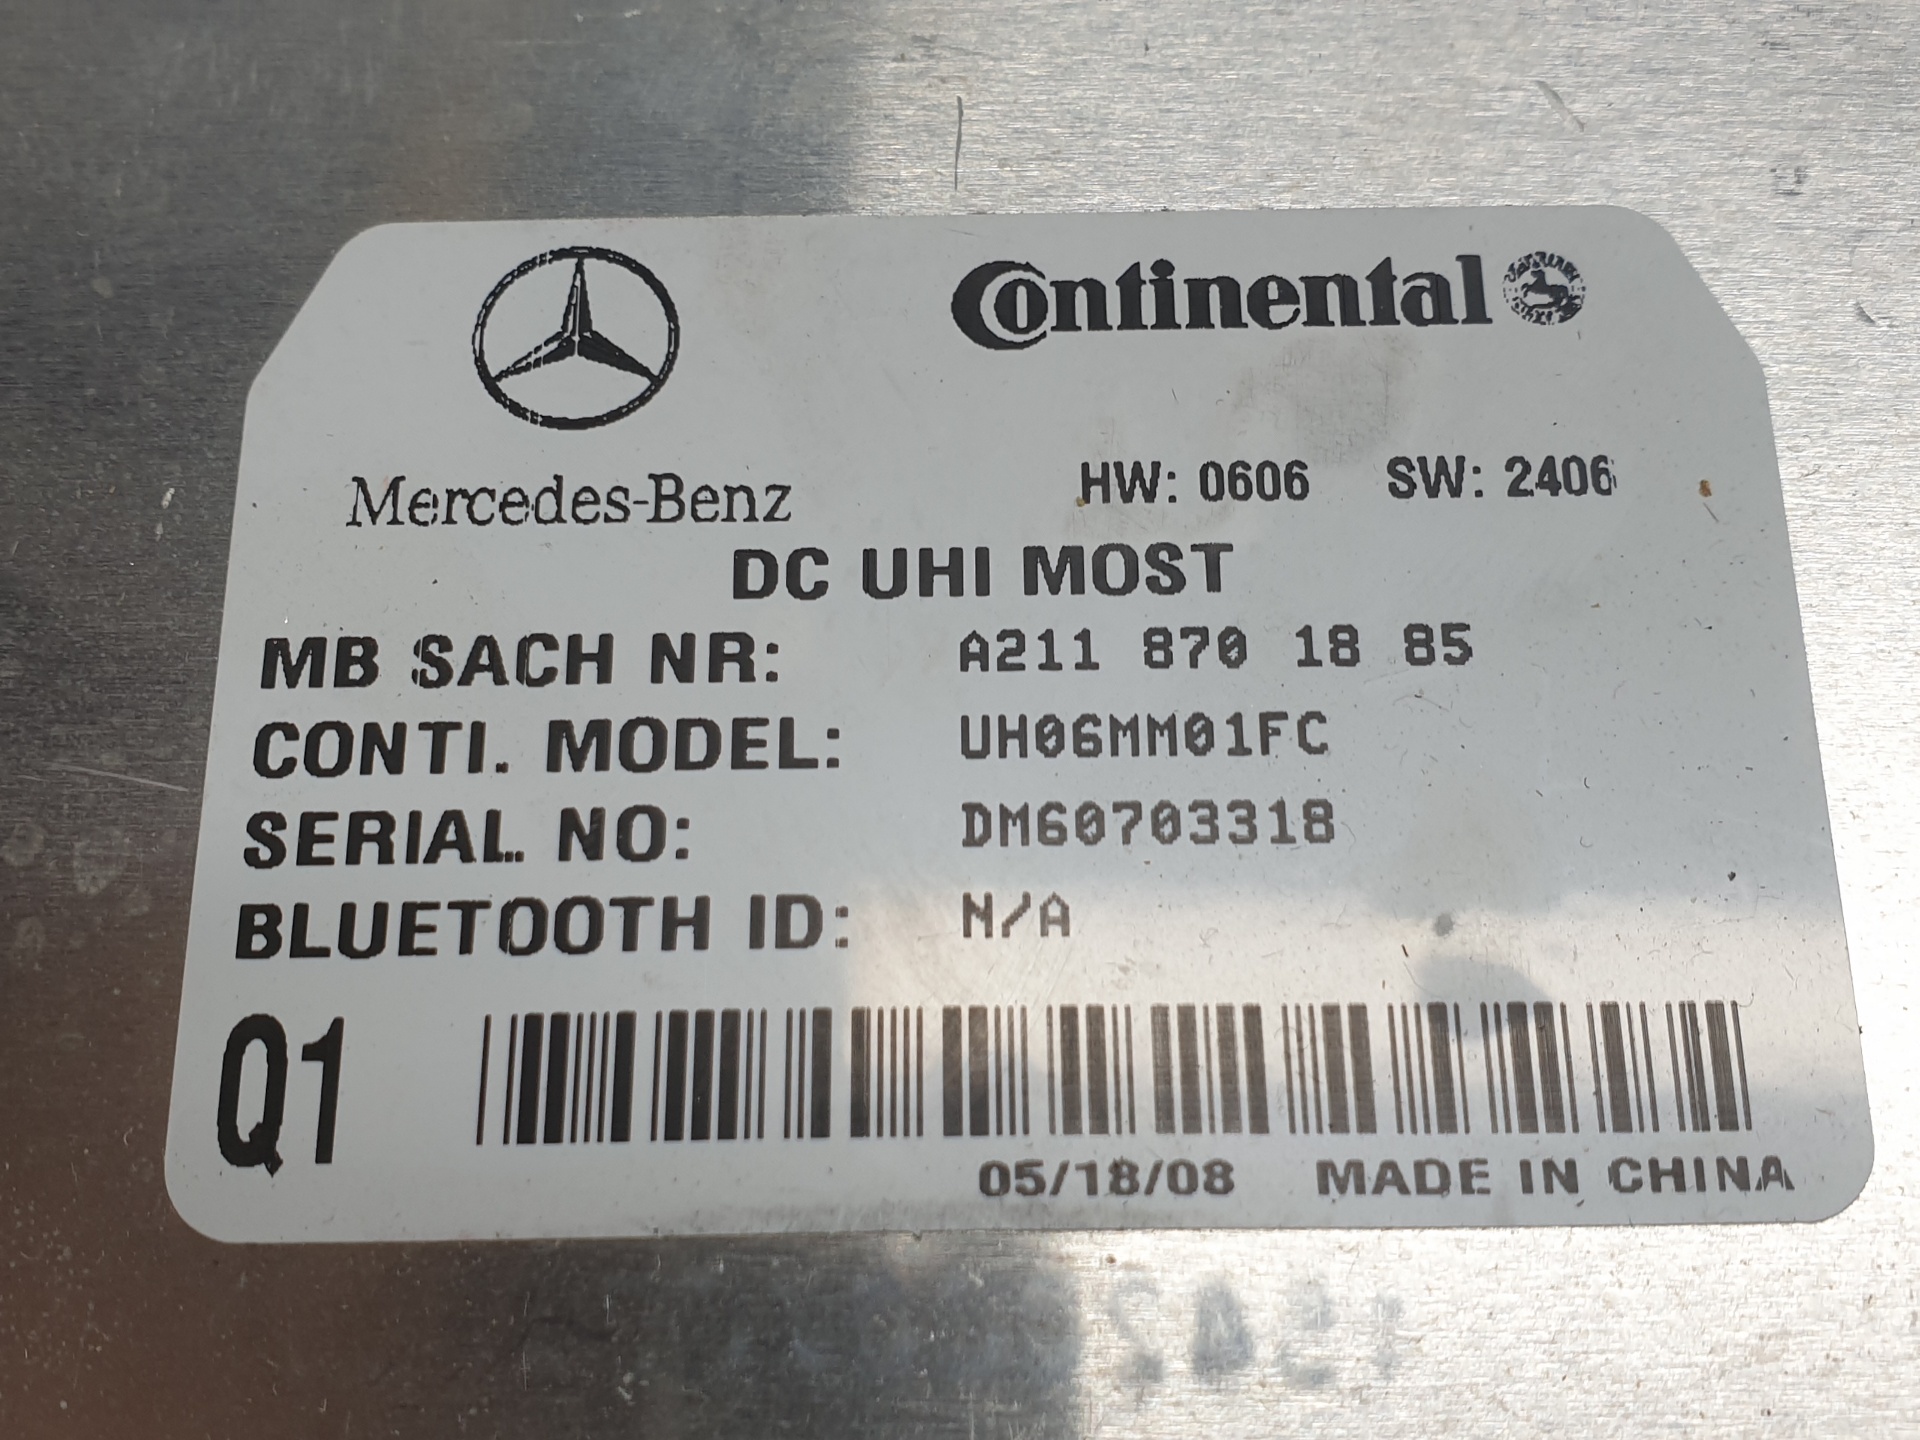 Mercedes-Benz
Continental
HW: 0606 SW: 2406
DC UHI MOST
MB SACH NR: A211 870 18 85
CONTI. MODEL: UH06MM01FC
SERIAL NO: DM60703318
BLUETOOTH ID: N/A
Q1
05/18/08 MADE IN CHINA